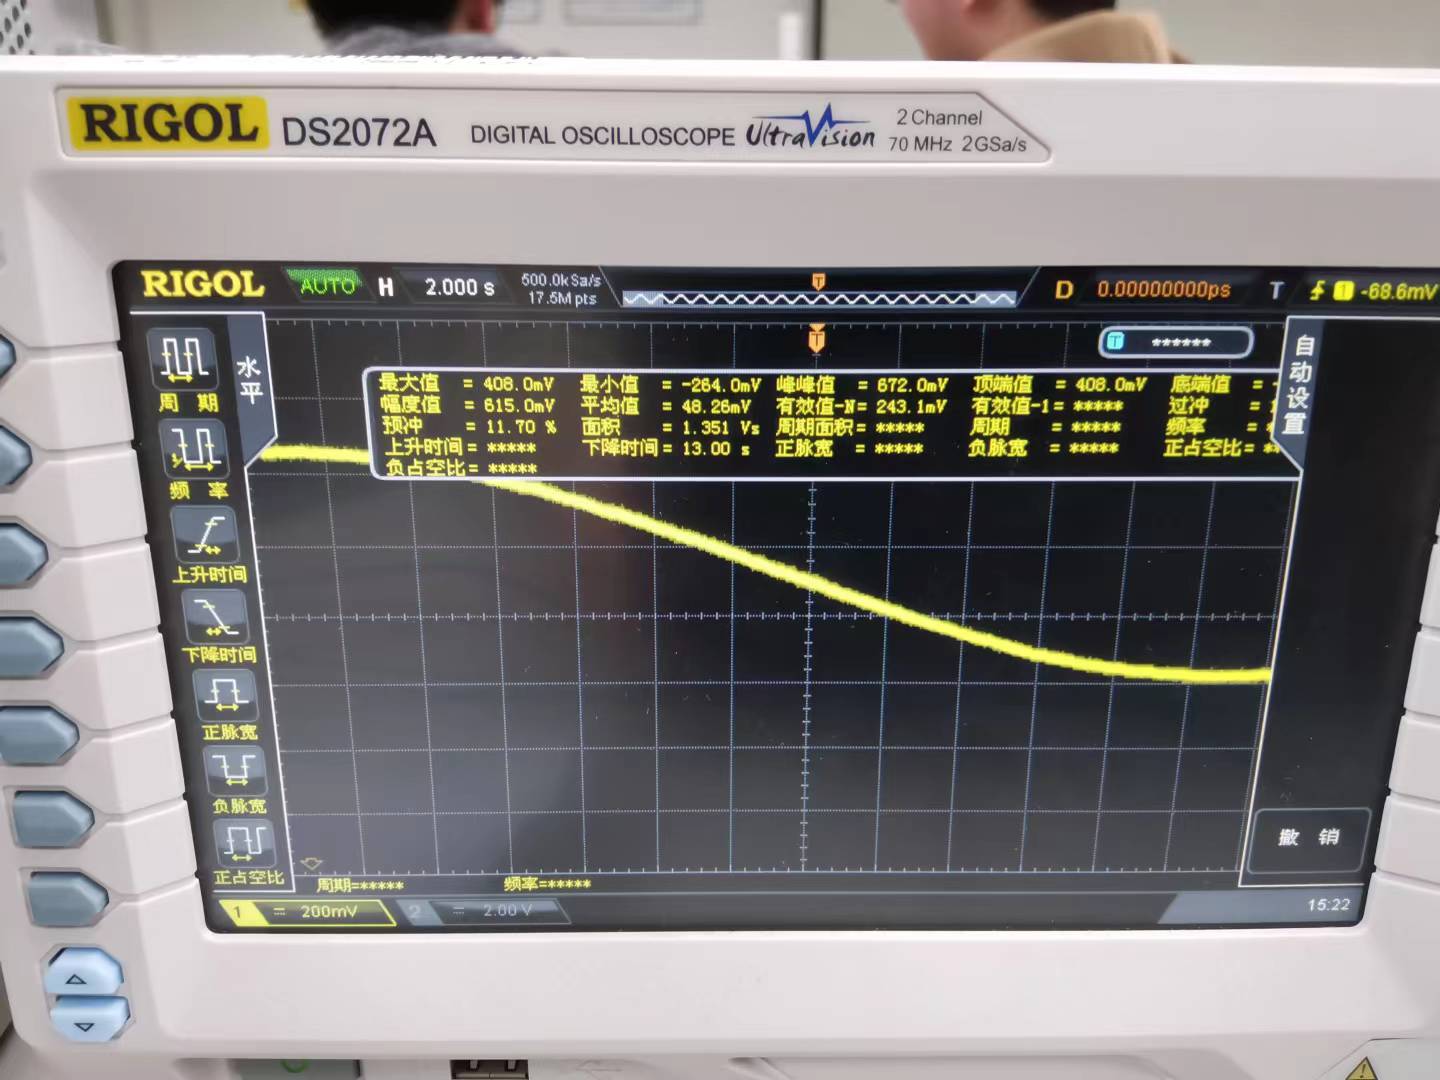 RIGOL DS2072A DIGITAL OSCILLOSCOPE UltraVision 2 Channel
70 MHz 2GSa/s
RIGOL AUTO H 2.000 s 500.0kSa/s
17.5M pts
T
D 0.00000000ps T 1 -68.6mV
水平
周期
频率
上升时间
下降时间
正脉宽
负脉宽
正占空比
T
T ******
最大值 = 408.0mV 最小值 = -264.0mV 峰峰值 = 672.0mV 顶端值 = 408.0mV 底端值 = -
幅度值 = 615.0mV 平均值 = 48.26mV 有效值-N= 243.1mV 有效值-1= ***** 过冲 =
预冲 = 11.70 % 面积 = 1.351 Vs 周期面积= ***** 周期 = ***** 频率 = *
上升时间 = ***** 下降时间 = 13.00 s 正脉宽 = ***** 负脉宽 = ***** 正占空比= **
负占空比= *****
自动设置
撤销
周期=***** 频率=*****
1 200mV 2 2.00 V 15:22